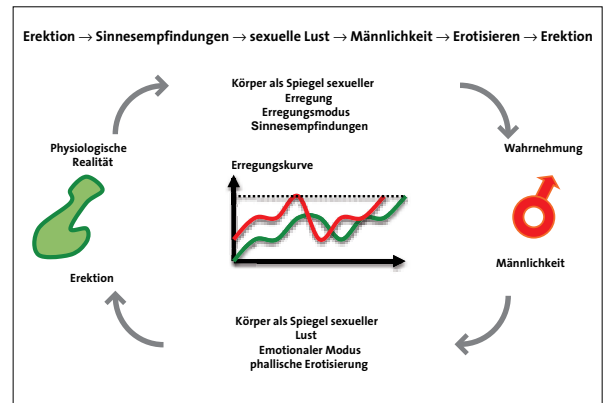 Erektion → Sinnesempfindungen → sexuelle Lust → Männlichkeit → Erotisieren → Erektion
Körper als Spiegel sexueller
Erregung
Erregungsmodus
Sinnesempfindungen
Physiologische
Realität
Wahrnehmung
Erregungskurve
Erektion
Männlichkeit
Körper als Spiegel sexueller
Lust
Emotionaler Modus
phallische Erotisierung